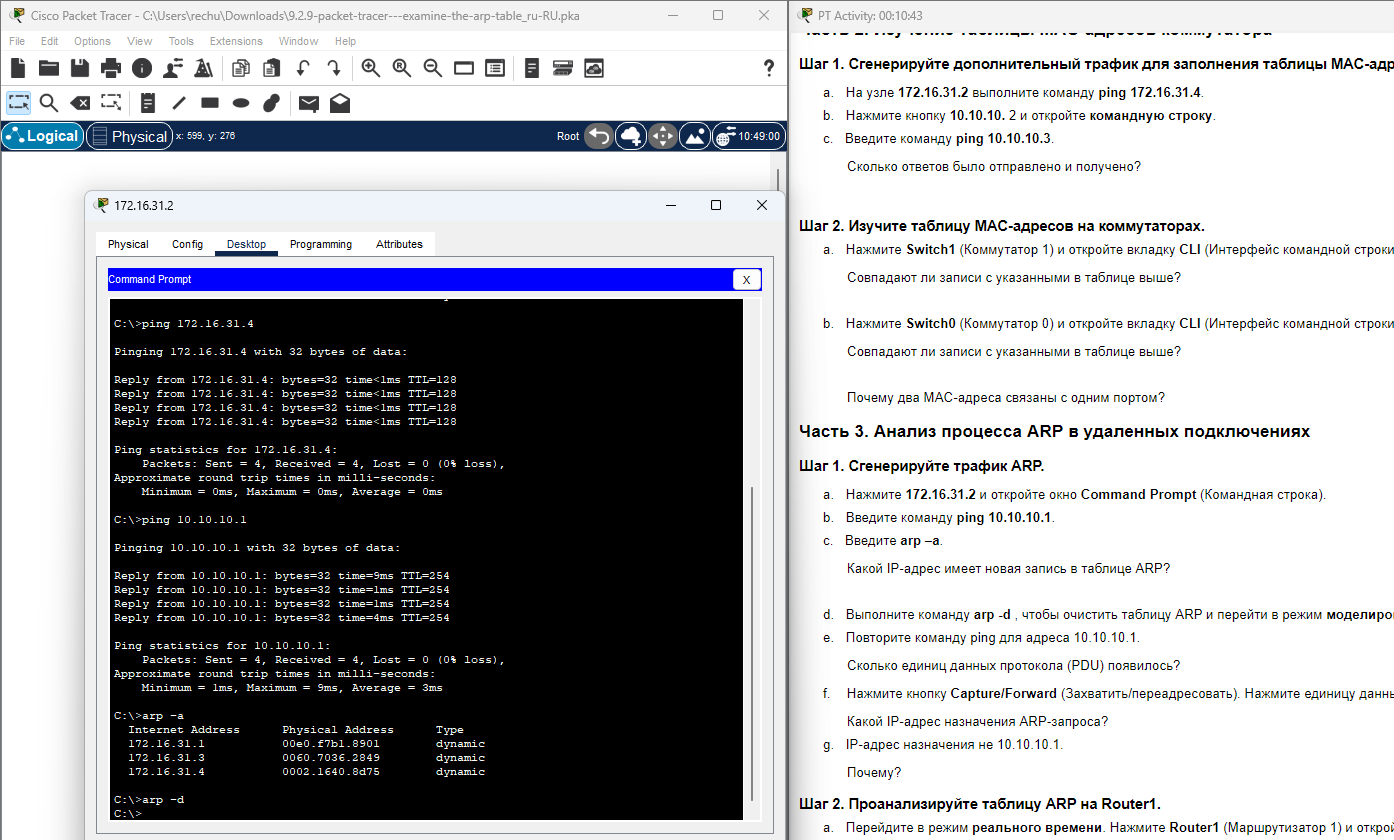 Cisco Packet Tracer - C:\Users\rechu\Downloads\9.2.9-packet-tracer---examine-the-arp-table_ru-RU.pka
File Edit Options View Tools Extensions Window Help
?
Logical Physical x: 599, y: 276 Root 10:49:00
172.16.31.2
Physical Config Desktop Programming Attributes
Command Prompt X
C:\>ping 172.16.31.4
Pinging 172.16.31.4 with 32 bytes of data:
Reply from 172.16.31.4: bytes=32 time<1ms TTL=128
Reply from 172.16.31.4: bytes=32 time<1ms TTL=128
Reply from 172.16.31.4: bytes=32 time<1ms TTL=128
Reply from 172.16.31.4: bytes=32 time<1ms TTL=128
Ping statistics for 172.16.31.4:
Packets: Sent = 4, Received = 4, Lost = 0 (0% loss),
Approximate round trip times in milli-seconds:
Minimum = 0ms, Maximum = 0ms, Average = 0ms
C:\>ping 10.10.10.1
Pinging 10.10.10.1 with 32 bytes of data:
Reply from 10.10.10.1: bytes=32 time=9ms TTL=254
Reply from 10.10.10.1: bytes=32 time=1ms TTL=254
Reply from 10.10.10.1: bytes=32 time=1ms TTL=254
Reply from 10.10.10.1: bytes=32 time=4ms TTL=254
Ping statistics for 10.10.10.1:
Packets: Sent = 4, Received = 4, Lost = 0 (0% loss),
Approximate round trip times in milli-seconds:
Minimum = 1ms, Maximum = 9ms, Average = 3ms
C:\>arp -a
Internet Address Physical Address Type
172.16.31.1 00e0.f7b1.8901 dynamic
172.16.31.3 0060.7036.2849 dynamic
172.16.31.4 0002.1640.8d75 dynamic
C:\>arp -d
C:\>
PT Activity: 00:10:43
Часть 2. Изучение таблицы MAC-адресов коммутатора
Шаг 1. Сгенерируйте дополнительный трафик для заполнения таблицы MAC-адр
a. На узле 172.16.31.2 выполните команду ping 172.16.31.4.
b. Нажмите кнопку 10.10.10. 2 и откройте командную строку.
c. Введите команду ping 10.10.10.3.
Сколько ответов было отправлено и получено?
Шаг 2. Изучите таблицу MAC-адресов на коммутаторах.
a. Нажмите Switch1 (Коммутатор 1) и откройте вкладку CLI (Интерфейс командной строки
Совпадают ли записи с указанными в таблице выше?
b. Нажмите Switch0 (Коммутатор 0) и откройте вкладку CLI (Интерфейс командной строки
Совпадают ли записи с указанными в таблице выше?
Почему два MAC-адреса связаны с одним портом?
Часть 3. Анализ процесса ARP в удаленных подключениях
Шаг 1. Сгенерируйте трафик ARP.
a. Нажмите 172.16.31.2 и откройте окно Command Prompt (Командная строка).
b. Введите команду ping 10.10.10.1.
c. Введите arp –a.
Какой IP-адрес имеет новая запись в таблице ARP?
d. Выполните команду arp -d , чтобы очистить таблицу ARP и перейти в режим моделиро
e. Повторите команду ping для адреса 10.10.10.1.
Сколько единиц данных протокола (PDU) появилось?
f. Нажмите кнопку Capture/Forward (Захватить/переадресовать). Нажмите единицу данны
Какой IP-адрес назначения ARP-запроса?
g. IP-адрес назначения не 10.10.10.1.
Почему?
Шаг 2. Проанализируйте таблицу ARP на Router1.
a. Перейдите в режим реального времени. Нажмите Router1 (Маршрутизатор 1) и открой